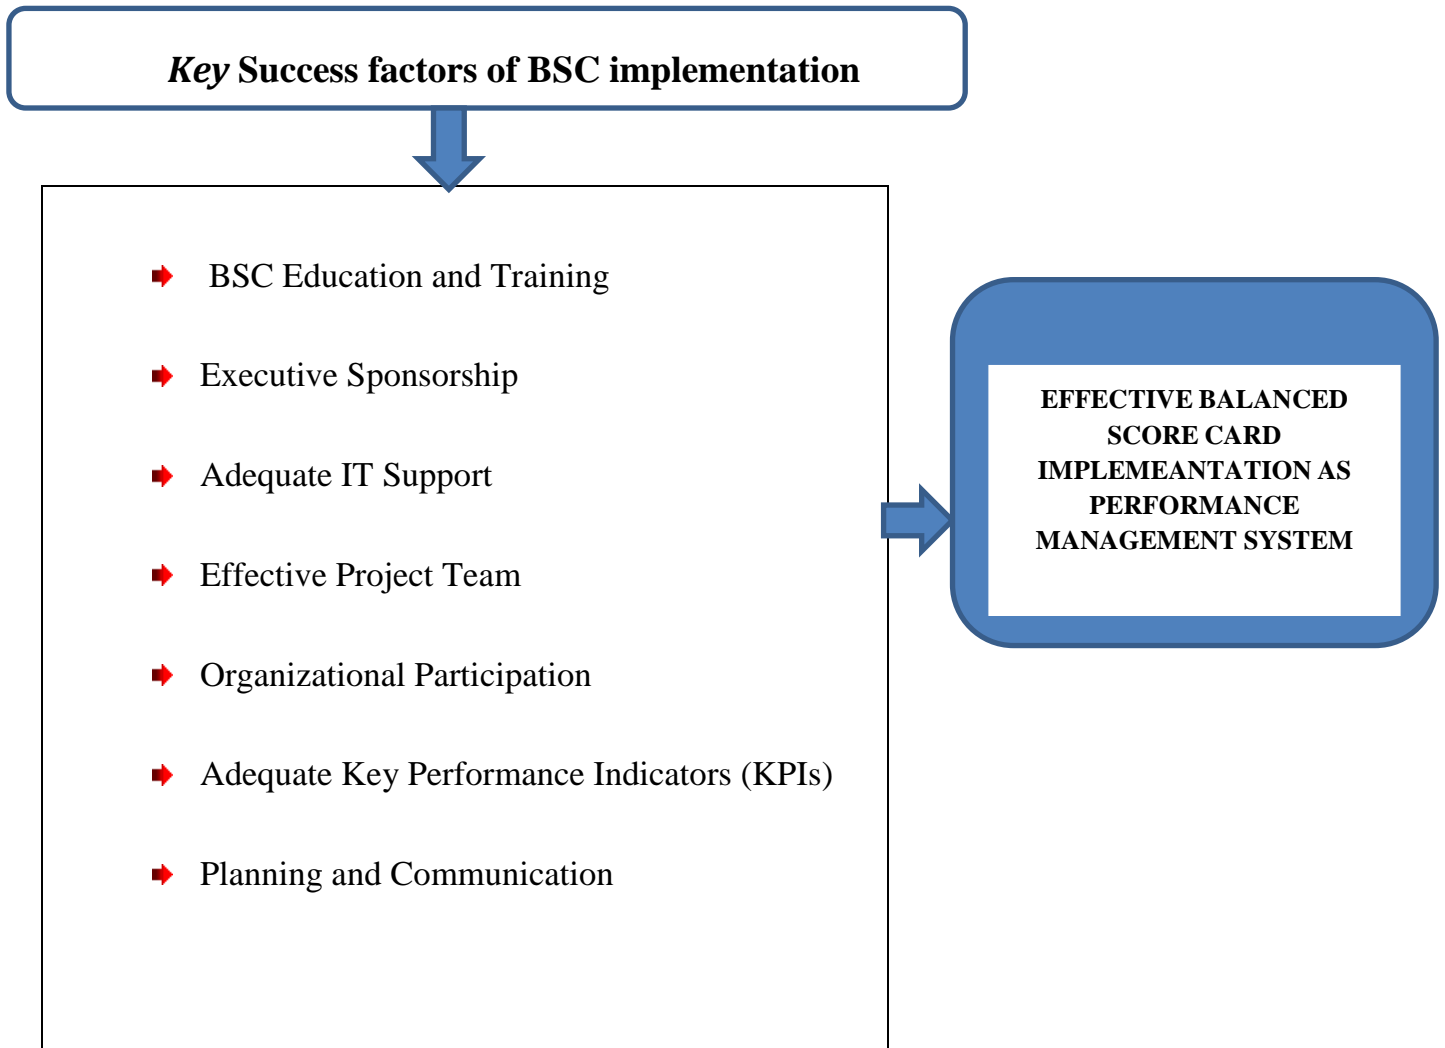 Key Success factors of BSC implementation
BSC Education and Training
Executive Sponsorship
Adequate IT Support
Effective Project Team
Organizational Participation
Adequate Key Performance Indicators (KPIs)
Planning and Communication
EFFECTIVE BALANCED
SCORE CARD
IMPLEMEANTATION AS
PERFORMANCE
MANAGEMENT SYSTEM